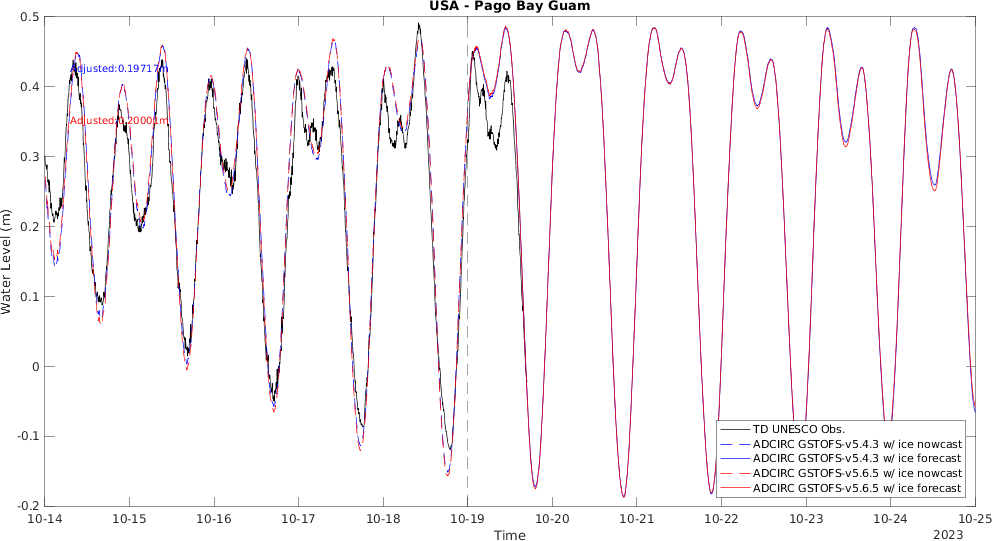 USA - Pago Bay Guam
0.5
0.4
0.3
0.2
0.1
0
-0.1
-0.2
Water Level (m)
Adjusted:0.19717m
Adjusted:0.20001m
10-14 10-15 10-16 10-17 10-18 10-19 10-20 10-21 10-22 10-23 10-24 10-25
Time
2023
TD UNESCO Obs.
ADCIRC GSTOFS-v5.4.3 w/ ice nowcast
ADCIRC GSTOFS-v5.4.3 w/ ice forecast
ADCIRC GSTOFS-v5.6.5 w/ ice nowcast
ADCIRC GSTOFS-v5.6.5 w/ ice forecast